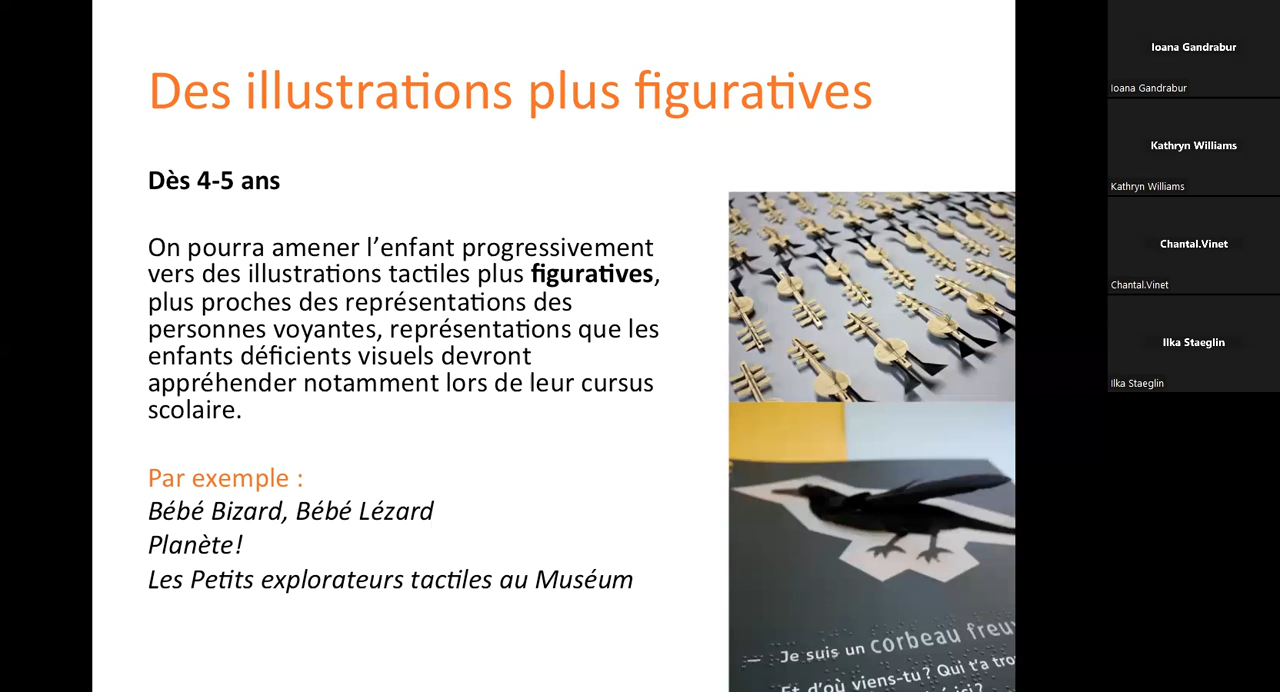 Des illustrations plus figuratives
Dès 4-5 ans
On pourra amener l’enfant progressivement
vers des illustrations tactiles plus figuratives,
plus proches des représentations des
personnes voyantes, représentations que les
enfants déficients visuels devront
appréhender notamment lors de leur cursus
scolaire.
Par exemple :
Bébé Bizard, Bébé Lézard
Planète!
Les Petits explorateurs tactiles au Muséum
— Je suis un corbeau freu
Et d'où viens-tu? Qui t'a tro
ici?
Ioana Gandrabur
Ioana Gandrabur
Kathryn Williams
Kathryn Williams
Chantal.Vinet
Chantal.Vinet
Ilka Staeglin
Ilka Staeglin